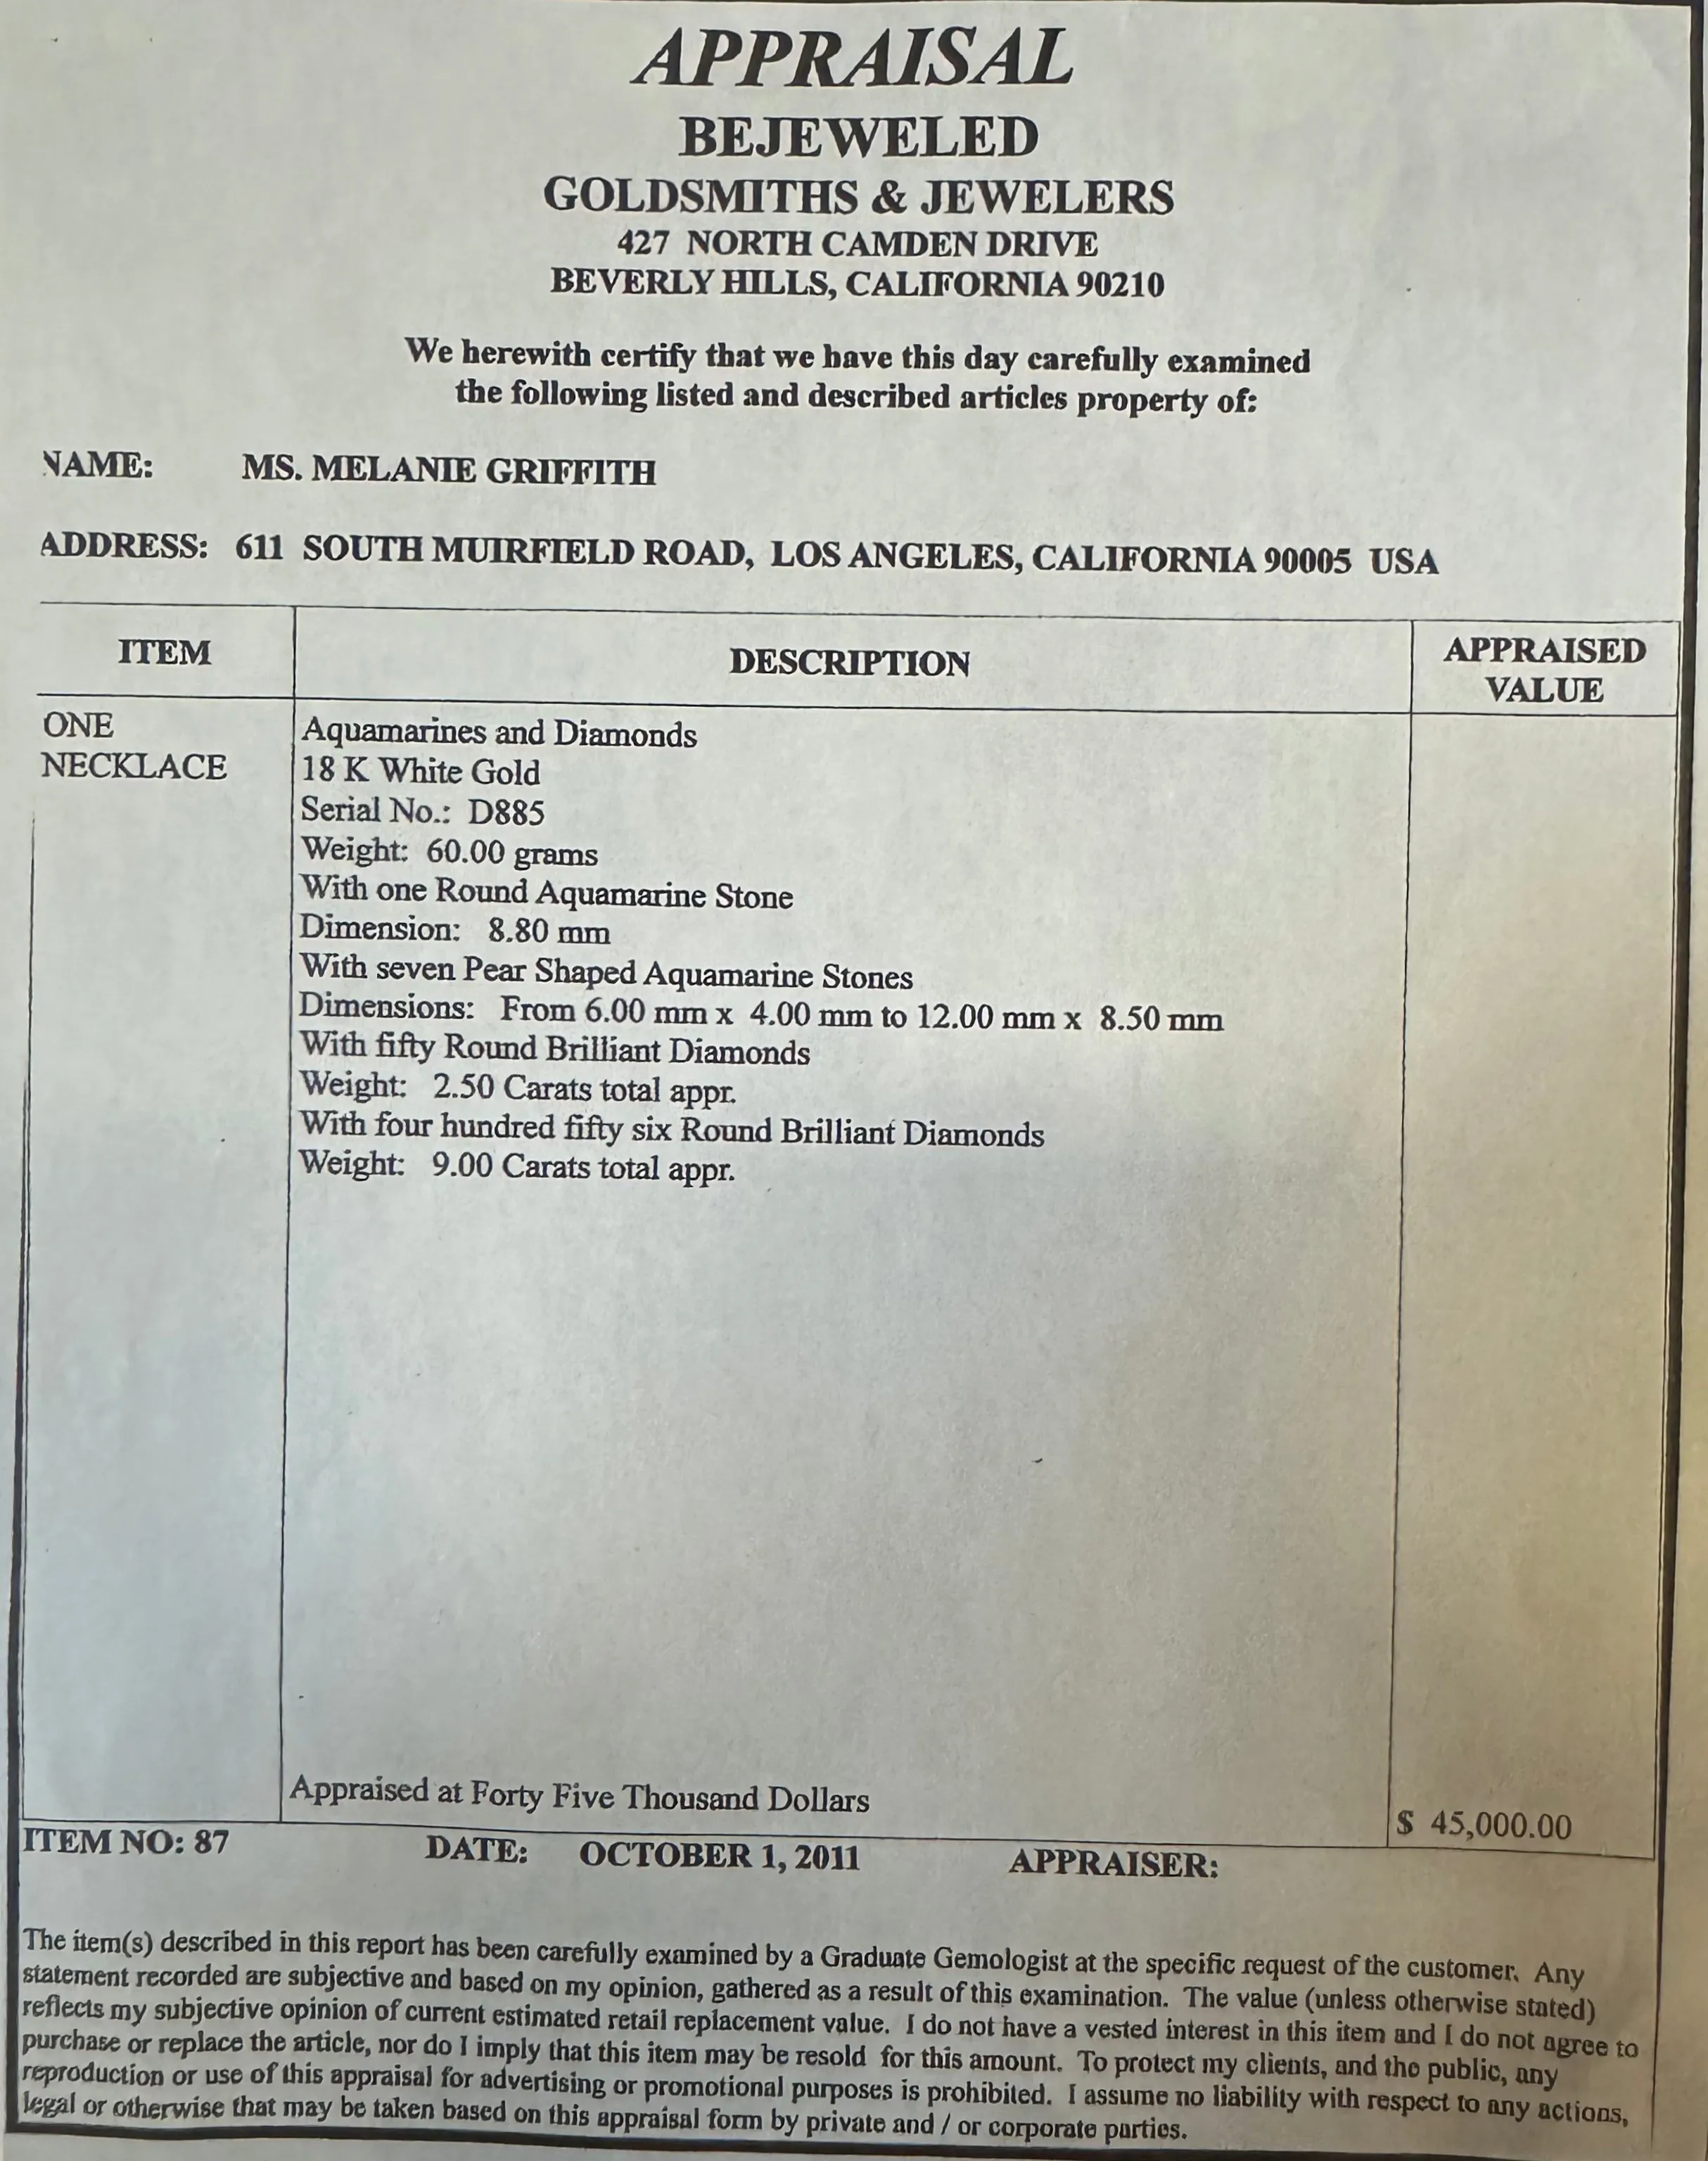 APPRAISAL
BEJEWELED
GOLDSMITHS & JEWELERS
427 NORTH CAMDEN DRIVE
BEVERLY HILLS, CALIFORNIA 90210
We herewith certify that we have this day carefully examined
the following listed and described articles property of:
NAME: MS. MELANIE GRIFFITH
ADDRESS: 611 SOUTH MUIRFIELD ROAD, LOS ANGELES, CALIFORNIA 90005 USA
ITEM DESCRIPTION APPRAISED
VALUE
ONE Aquamarines and Diamonds
NECKLACE 18 K White Gold
Serial No.: D885
Weight: 60.00 grams
With one Round Aquamarine Stone
Dimension: 8.80 mm
With seven Pear Shaped Aquamarine Stones
Dimensions: From 6.00 mm x 4.00 mm to 12.00 mm x 8.50 mm
With fifty Round Brilliant Diamonds
Weight: 2.50 Carats total appr.
With four hundred fifty six Round Brilliant Diamonds
Weight: 9.00 Carats total appr.
Appraised at Forty Five Thousand Dollars $ 45,000.00
ITEM NO: 87 DATE: OCTOBER 1, 2011 APPRAISER:
The item(s) described in this report has been carefully examined by a Graduate Gemologist at the specific request of the customer. Any
statement recorded are subjective and based on my opinion, gathered as a result of this examination. The value (unless otherwise stated)
reflects my subjective opinion of current estimated retail replacement value. I do not have a vested interest in this item and I do not agree to
purchase or replace the article, nor do I imply that this item may be resold for this amount. To protect my clients, and the public, any
reproduction or use of this appraisal for advertising or promotional purposes is prohibited. I assume no liability with respect to any actions,
legal or otherwise that may be taken based on this appraisal form by private and / or corporate parties.